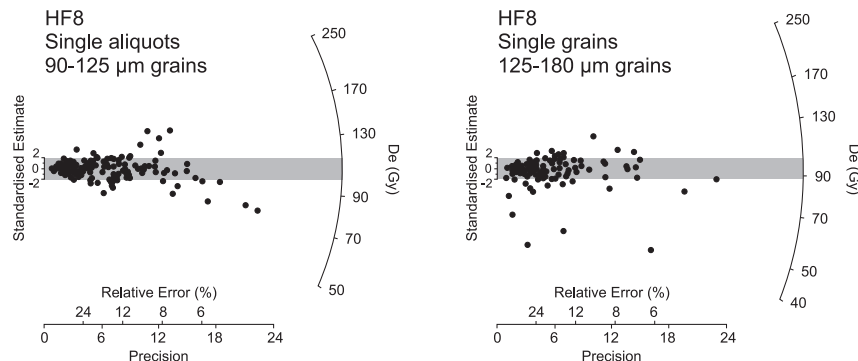 HF8
Single aliquots
90-125 µm grains
250
170
130
90
70
50
De (Gy)
Standardised Estimate
2
0
-2
Relative Error (%)
24 12 8 6
0 6 12 18 24
Precision
HF8
Single grains
125-180 µm grains
250
170
130
90
70
50
40
De (Gy)
Standardised Estimate
2
0
-2
Relative Error (%)
24 12 8 6
0 6 12 18 24
Precision